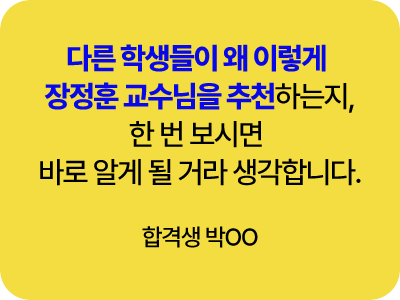 다른 학생들이 왜 이렇게
장정훈 교수님을 추천하는지,
한 번 보시면
바로 알게 될 거라 생각합니다.
합격생 박OO